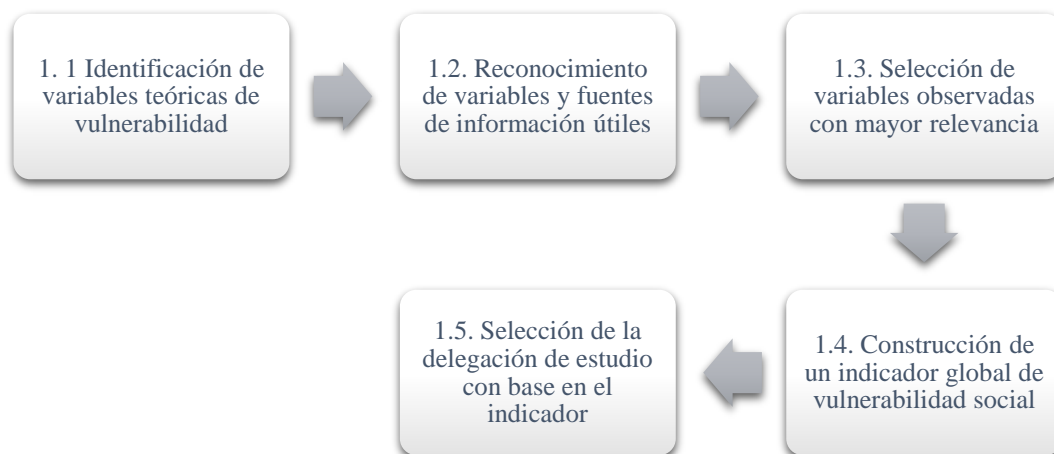 1. 1 Identificación de
variables teóricas de
vulnerabilidad
1.2. Reconocimiento
de variables y fuentes
de información útiles
1.3. Selección de
variables observadas
con mayor relevancia
1.4. Construcción de
un indicador global de
vulnerabilidad social
1.5. Selección de la
delegación de estudio
con base en el
indicador